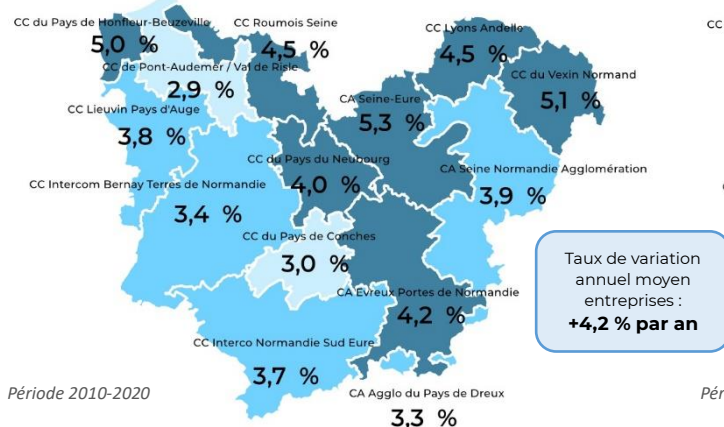 CC du Pays de Honfleur-Beuzeville
5,0 %
CC Roumois Seine
4,5 %
CC de Pont-Audemer / Val de Risle
2,9 %
CC Lieuvin Pays d'Auge
3,8 %
CC Lyons Andelle
4,5 %
CC du Vexin Normand
5,1 %
CA Seine-Eure
5,3 %
CC du Pays du Neubourg
4,0 %
CA Seine Normandie Agglomération
3,9 %
CC Intercom Bernay Terres de Normandie
3,4 %
CC du Pays de Conches
3,0 %
CA Evreux Portes de Normandie
4,2 %
CC Interco Normandie Sud Eure
3,7 %
CA Agglo du Pays de Dreux
3,3 %
Taux de variation
annuel moyen
entreprises :
+4,2 % par an
Période 2010-2020
CC
Pér